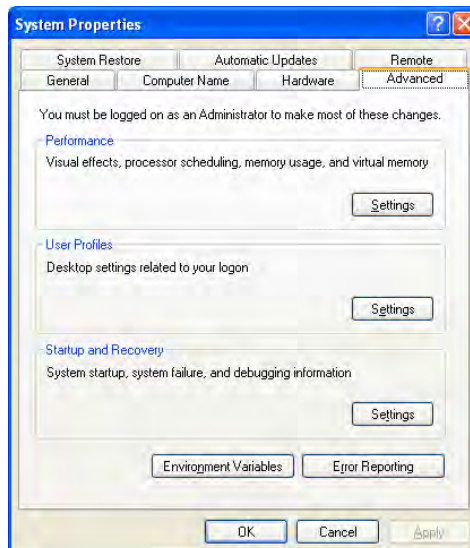 System Properties
System Restore Automatic Updates Remote
General Computer Name Hardware Advanced
You must be logged on as an Administrator to make most of these changes.
Performance
Visual effects, processor scheduling, memory usage, and virtual memory
Settings
User Profiles
Desktop settings related to your logon
Settings
Startup and Recovery
System startup, system failure, and debugging information
Settings
Environment Variables Error Reporting
OK Cancel Apply